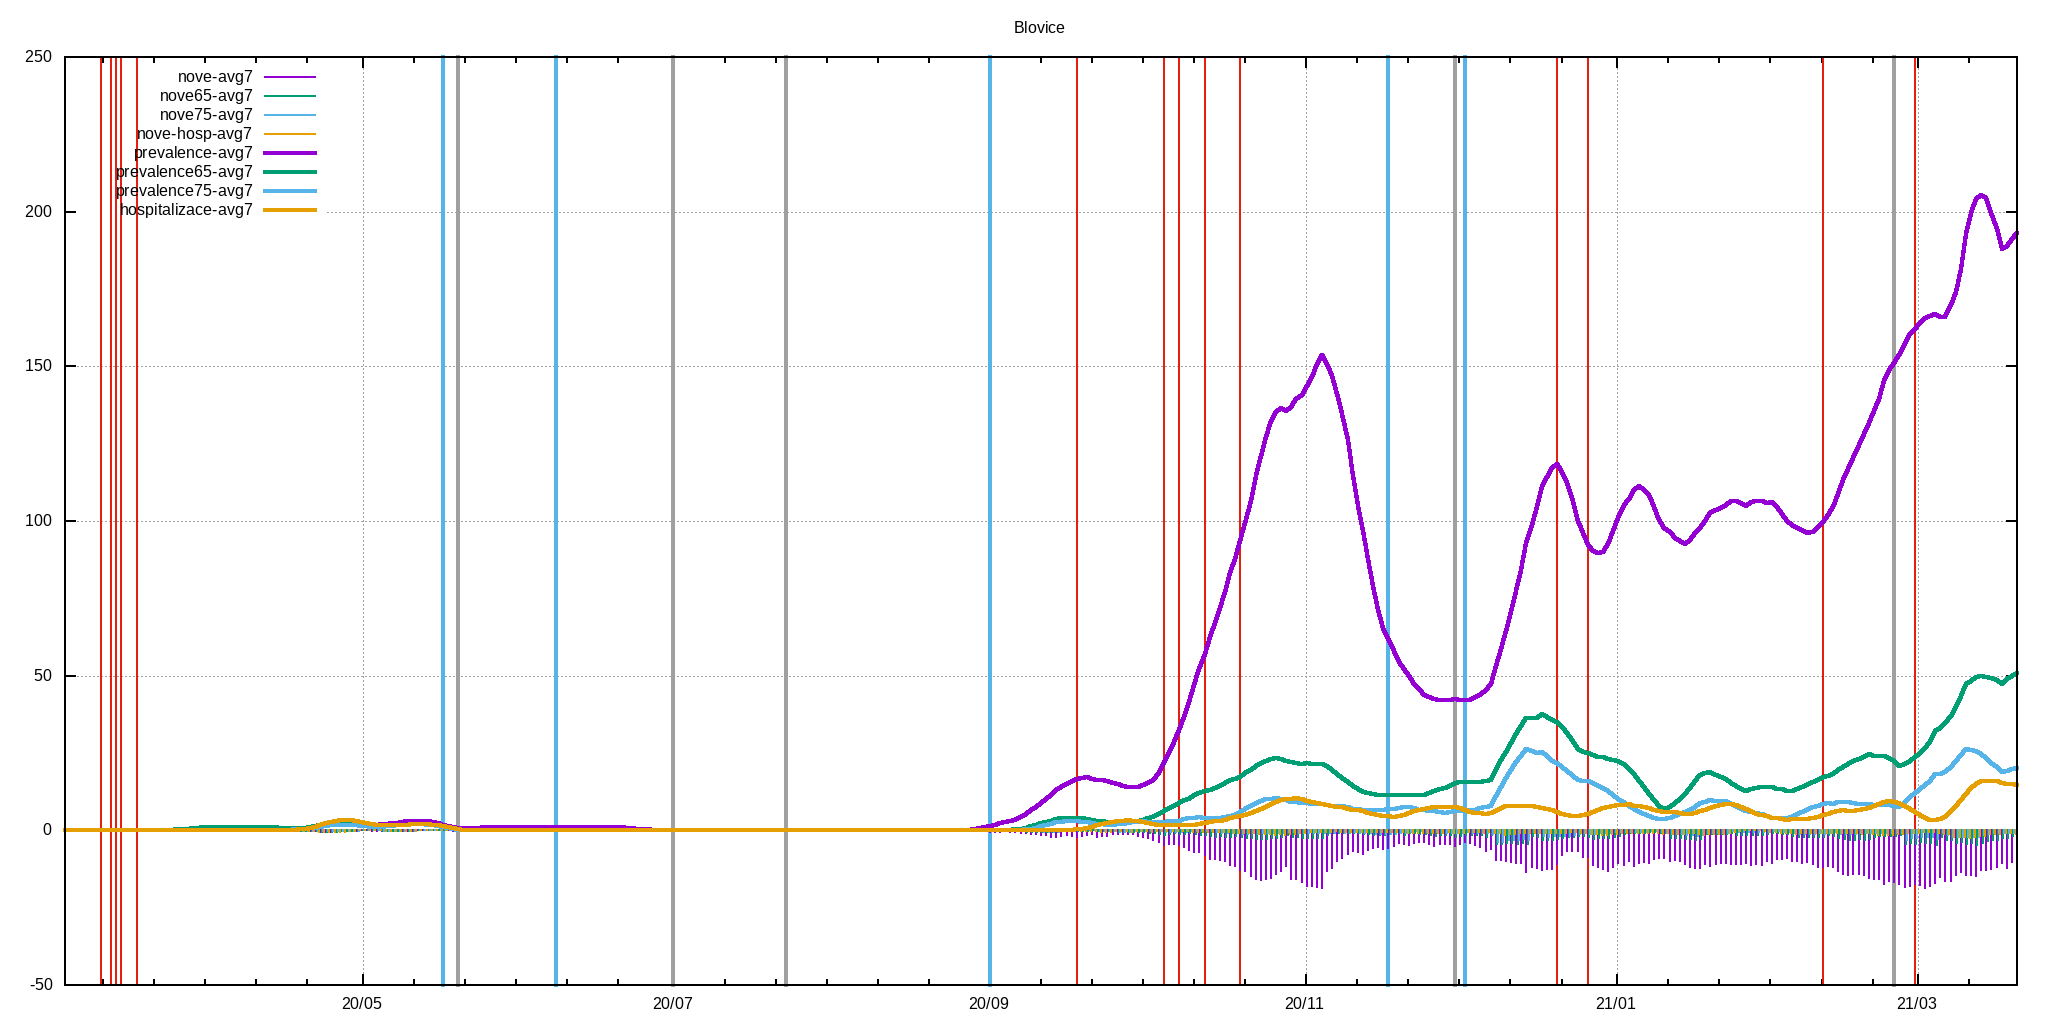 Blovice
250
200
150
100
50
0
-50
nove-avg7
nove65-avg7
nove75-avg7
nove-hosp-avg7
prevalence-avg7
prevalence65-avg7
prevalence75-avg7
hospitalizace-avg7
20/05 20/07 20/09 20/11 21/01 21/03